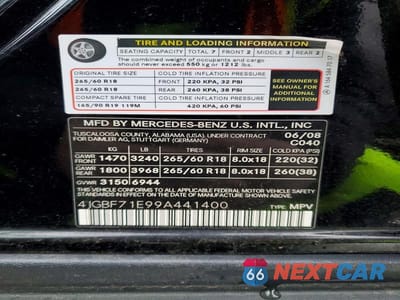 TIRE AND LOADING INFORMATION
SEATING CAPACITY TOTAL 7 FRONT 2 MIDDLE 3 REAR 2
The combined weight of occupants and cargo
should never exceed 550 kg or 1212 lbs.
ORIGINAL TIRE SIZE COLD TIRE INFLATION PRESSURE
265/60 R18 FRONT 220 KPA, 32 PSI
265/60 R18 REAR 260 KPA, 38 PSI
COMPACT SPARE TIRE COLD TIRE INFLATION PRESSURE
165/90 R19 119M 420 KPA, 60 PSI
SEE OWNER'S
MANUAL FOR
ADDITIONAL
INFORMATION
MFD BY MERCEDES-BENZ U.S. INTL., INC
TUSCALOOSA COUNTY, ALABAMA (USA), UNDER CONTRACT
FOR DAIMLER AG, STUTTGART (GERMANY)
06/08
C040
KG LB TIRES RIM SIZE COLD KPA (PSI)
GAWR FRONT 1470 3240 265/60 R18 8.0x18 220(32)
GAWR REAR 1800 3968 265/60 R18 8.0x18 260(38)
GVWR 3150 6944
THIS VEHICLE CONFORMS TO ALL APPLICABLE FEDERAL MOTOR VEHICLE
SAFETY AND THEFT PREVENTION STANDARDS IN EFFECT ON THE DATE
OF MANUFACTURE SHOWN ABOVE.
4JGBF71E99A441400 TYPE: MPV
66 NEXTCAR